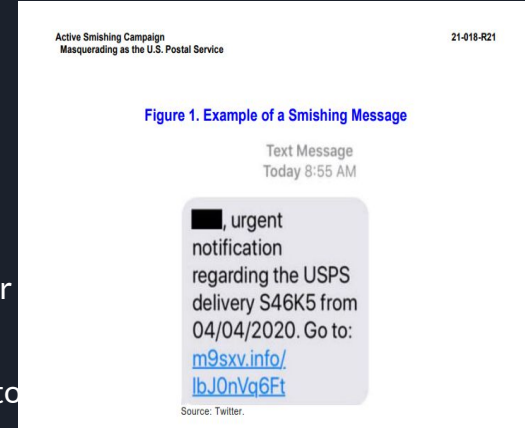 Active Smishing Campaign 21-018-R21
Masquerading as the U.S. Postal Service
Figure 1. Example of a Smishing Message
Text Message
Today 8:55 AM
, urgent
notification
regarding the USPS
delivery S46K5 from
04/04/2020. Go to:
m9sxv.info/
lbJ0nVq6Ft
Source: Twitter.
r
to